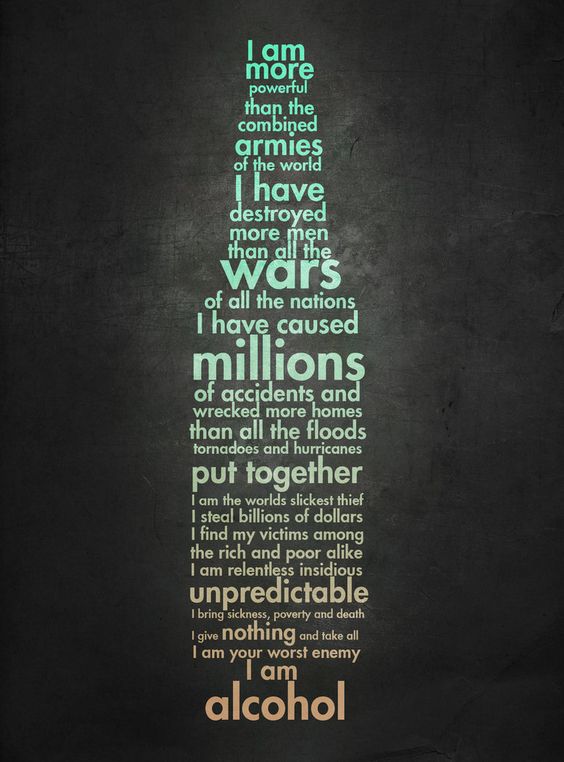 I am
more
powerful
than the
combined
armies
of the world
I have
destroyed
more men
than all the
wars
of all the nations
I have caused
millions
of accidents and
wrecked more homes
than all the floods
tornadoes and hurricanes
put together
I am the worlds slickest thief
I steal billions of dollars
I find my victims among
the rich and poor alike
I am relentless insidious
unpredictable
I bring sickness, poverty and death
I give nothing and take all
I am your worst enemy
I am
alcohol